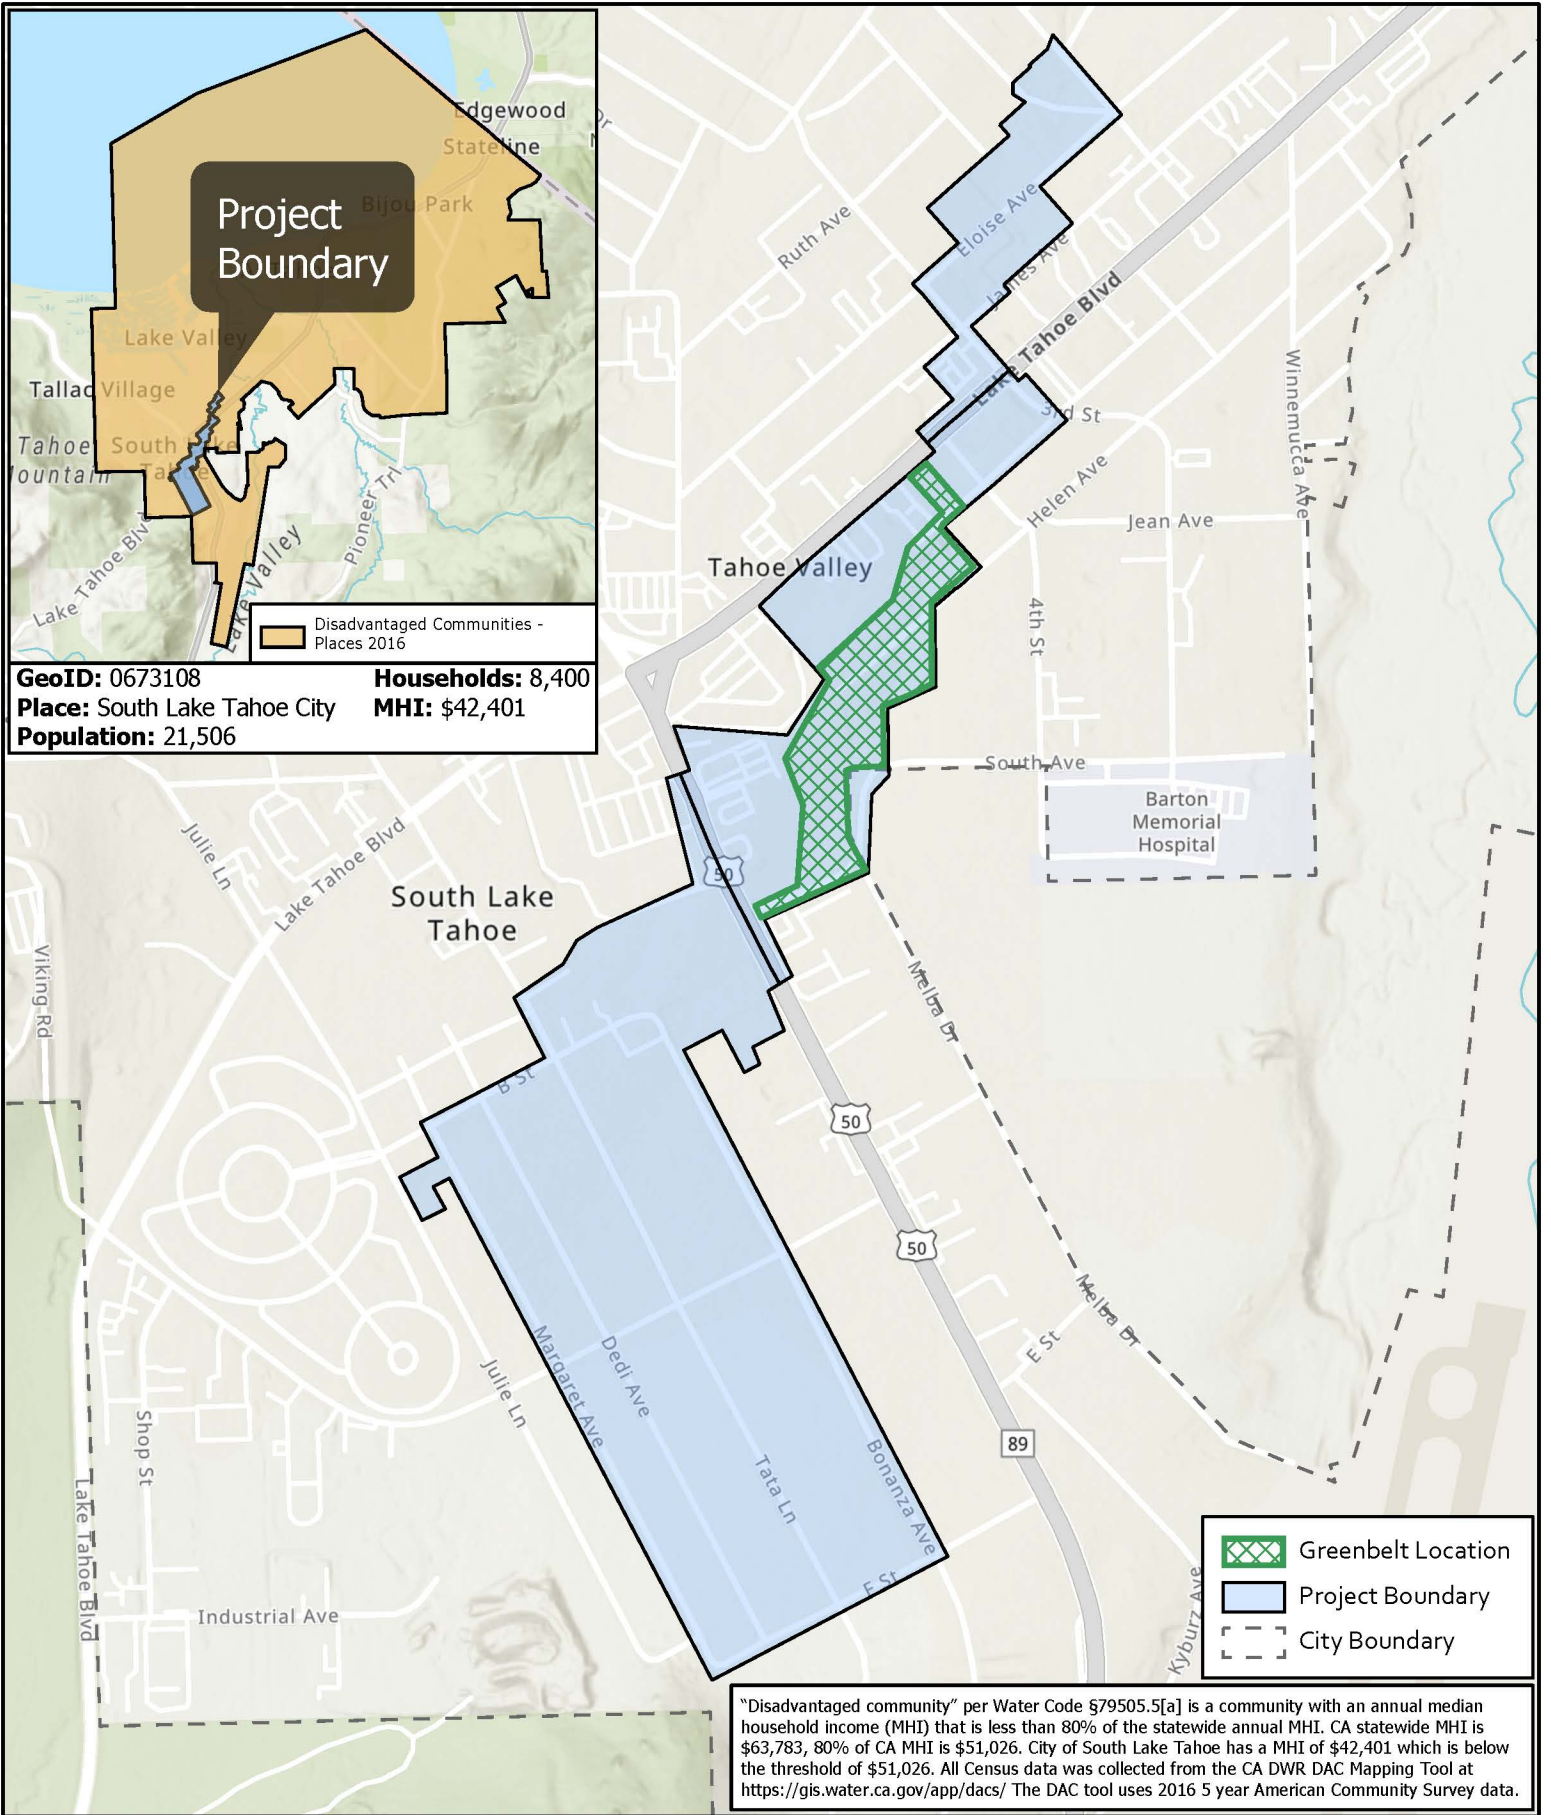 Edgewood
Stateline
Bijou Park
Project
Boundary
Lake Valley
Tallac Village
Tahoe
Mountain
South Lake
Tahoe
Pioneer Trl
Lake Tahoe Blvd
Lake Valley
Disadvantaged Communities -
Places 2016
GeoID: 0673108 Households: 8,400
Place: South Lake Tahoe City MHI: $42,401
Population: 21,506
Dr
Ruth Ave
Eloise Ave
James Ave
Lake Tahoe Blvd
3rd St
Winnemucca Ave
Helen Ave
Jean Ave
Tahoe Valley
4th St
South Ave
Barton
Memorial
Hospital
Julie Ln
Lake Tahoe Blvd
50
South Lake
Tahoe
Viking Rd
Melba Dr
B St
50
50
Melba Dr
E St
Margaret Ave
Dedi Ave
Julie Ln
Shop St
89
Bonanza Ave
Tata Ln
Lake Tahoe Blvd
Industrial Ave
Kyburz Ave
Greenbelt Location
Project Boundary
City Boundary
"Disadvantaged community" per Water Code §79505.5[a] is a community with an annual median
household income (MHI) that is less than 80% of the statewide annual MHI. CA statewide MHI is
$63,783, 80% of CA MHI is $51,026. City of South Lake Tahoe has a MHI of $42,401 which is below
the threshold of $51,026. All Census data was collected from the CA DWR DAC Mapping Tool at
https://gis.water.ca.gov/app/dacs/ The DAC tool uses 2016 5 year American Community Survey data.